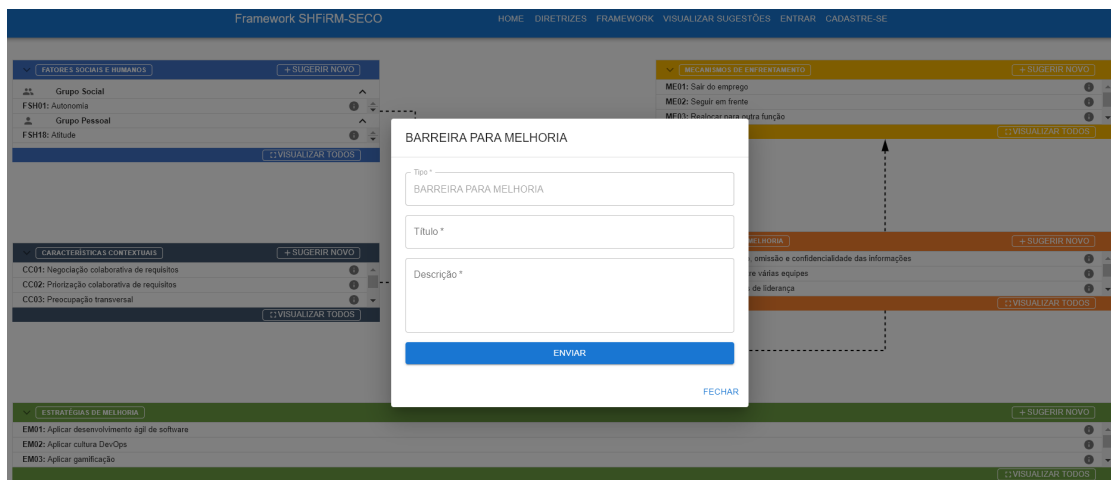 Framework SHFiRM-SECO
HOME DIRETRIZES FRAMEWORK VISUALIZAR SUGESTÕES ENTRAR CADASTRE-SE
FATORES SOCIAIS E HUMANOS
+ SUGERIR NOVO
Grupo Social
FSH01: Autonomia
Grupo Pessoal
FSH18: Atitude
VISUALIZAR TODOS
MECANISMOS DE ENFRENTAMENTO
+ SUGERIR NOVO
ME01: Sair do emprego
ME02: Seguir em frente
ME03: Realocar para outra função
VISUALIZAR TODOS
BARREIRA PARA MELHORIA
Tipo *
BARREIRA PARA MELHORIA
Título *
Descrição *
ENVIAR
FECHAR
CARACTERÍSTICAS CONTEXTUAIS
+ SUGERIR NOVO
CC01: Negociação colaborativa de requisitos
CC02: Priorização colaborativa de requisitos
CC03: Preocupação transversal
VISUALIZAR TODOS
MELHORIA
+ SUGERIR NOVO
, omissão e confidencialidade das informações
re várias equipes
de liderança
VISUALIZAR TODOS
ESTRATÉGIAS DE MELHORIA
+ SUGERIR NOVO
EM01: Aplicar desenvolvimento ágil de software
EM02: Aplicar cultura DevOps
EM03: Aplicar gamificação
VISUALIZAR TODOS